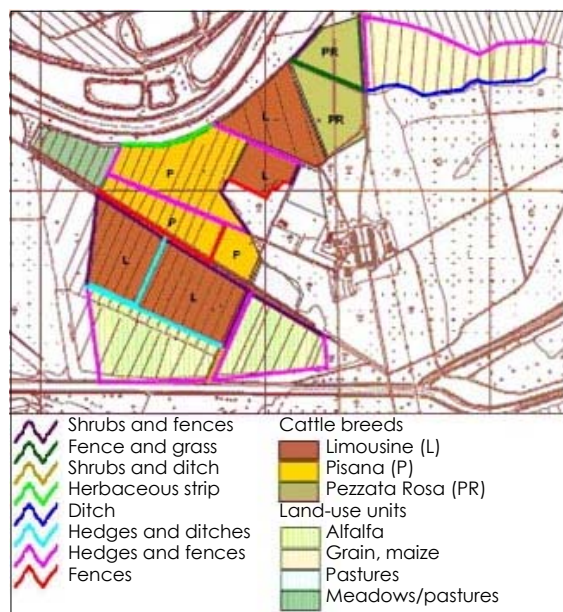 PR
PR
L
P
L
P
P
L
L
Shrubs and fences
Fence and grass
Shrubs and ditch
Herbaceous strip
Ditch
Hedges and ditches
Hedges and fences
Fences
Cattle breeds
Limousine (L)
Pisana (P)
Pezzata Rosa (PR)
Land-use units
Alfalfa
Grain, maize
Pastures
Meadows/pastures